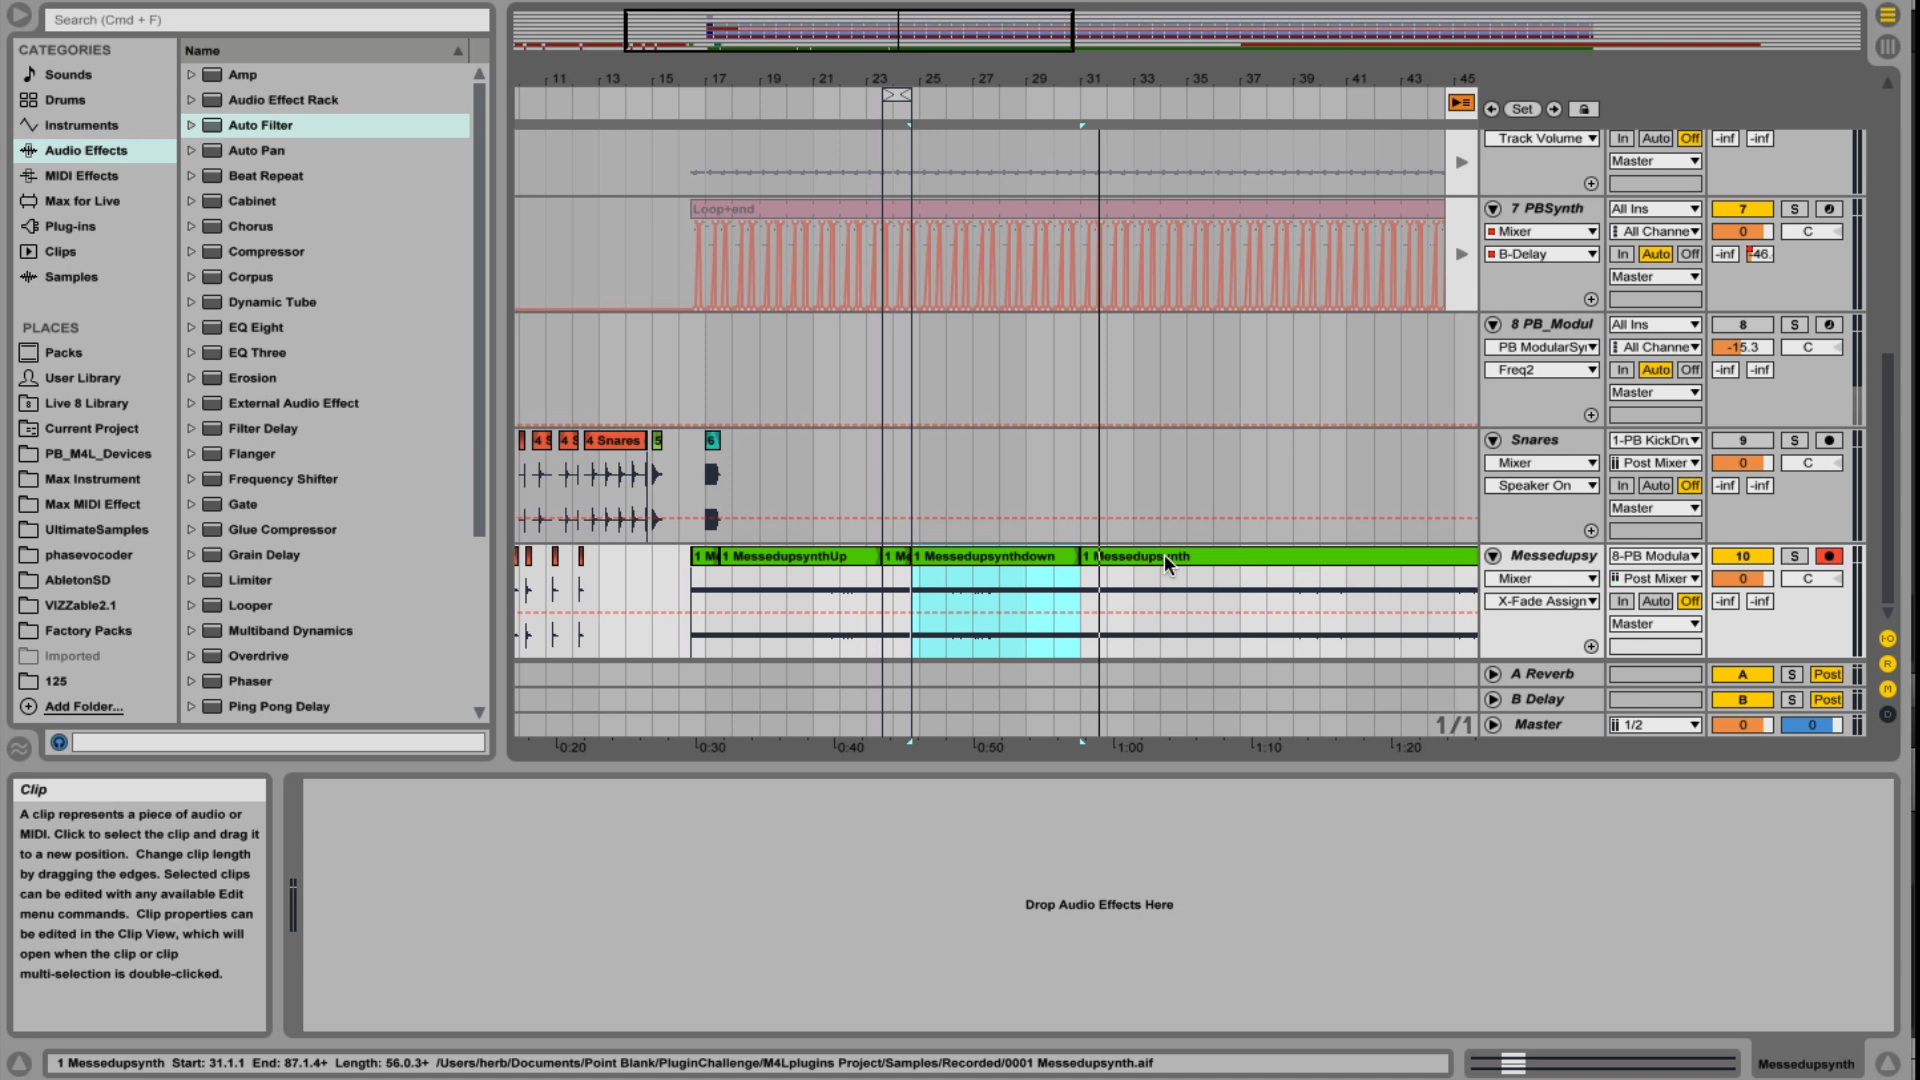 Search (Cmd + F)
CATEGORIES
Sounds
Drums
Instruments
Audio Effects
MIDI Effects
Max for Live
Plug-ins
Clips
Samples
PLACES
Packs
User Library
Live 8 Library
Current Project
PB_M4L_Devices
Max Instrument
Max MIDI Effect
UltimateSamples
phasevocoder
AbletonSD
VIZZable2.1
Factory Packs
Imported
125
Add Folder...
Name
Amp
Audio Effect Rack
Auto Filter
Auto Pan
Beat Repeat
Cabinet
Chorus
Compressor
Corpus
Dynamic Tube
EQ Eight
EQ Three
Erosion
External Audio Effect
Filter Delay
Flanger
Frequency Shifter
Gate
Glue Compressor
Grain Delay
Limiter
Looper
Multiband Dynamics
Overdrive
Phaser
Ping Pong Delay
11 13 15 17 19 21 23 25 27 29 31 33 35 37 39 41 43 45
Set
Track Volume In Auto Off -inf -inf
Master
Loop+end
7 PBSynth All Ins 7 S
Mixer All Channe 0 C
B-Delay In Auto Off -inf -46.
Master
8 PB_Modul All Ins 8 S
PB ModularSyı All Channe -15.3 C
Freq2 In Auto Off -inf -inf
Master
4 S 4 S 4 Snares 5 6
Snares 1-PB KickDru 9 S
Mixer Post Mixer 0 C
Speaker On In Auto Off -inf -inf
Master
1 Me 1 MessedupsynthUp 1 Me 1 Messedupsynthdown 1 Messedupsynth
Messedupsy 8-PB Modula 10 S
Mixer Post Mixer 0 C
X-Fade Assign In Auto Off -inf -inf
Master
A Reverb A S Post
B Delay B S Post
1/1
Master 1/2 0 0
0:20 0:30 0:40 0:50 1:00 1:10 1:20
I·O
R
M
D
Clip
A clip represents a piece of audio or
MIDI. Click to select the clip and drag it
to a new position. Change clip length
by dragging the edges. Selected clips
can be edited with any available Edit
menu commands. Clip properties can
be edited in the Clip View, which will
open when the clip or clip
multi-selection is double-clicked.
Drop Audio Effects Here
1 Messedupsynth Start: 31.1.1 End: 87.1.4+ Length: 56.0.3+ /Users/herb/Documents/Point Blank/PluginChallenge/M4Lplugins Project/Samples/Recorded/0001 Messedupsynth.aif
Messedupsynth